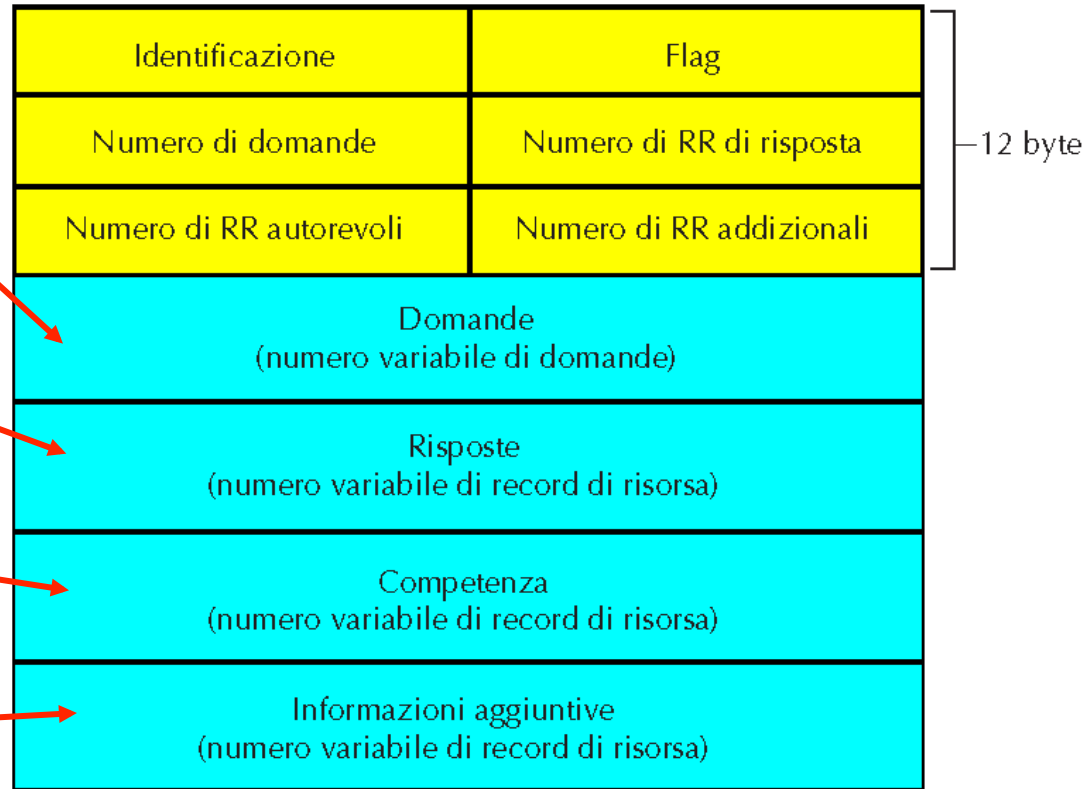 Identificazione
Flag
Numero di domande
Numero di RR di risposta
12 byte
Numero di RR autorevoli
Numero di RR addizionali
Domande
(numero variabile di domande)
Risposte
(numero variabile di record di risorsa)
Competenza
(numero variabile di record di risorsa)
Informazioni aggiuntive
(numero variabile di record di risorsa)